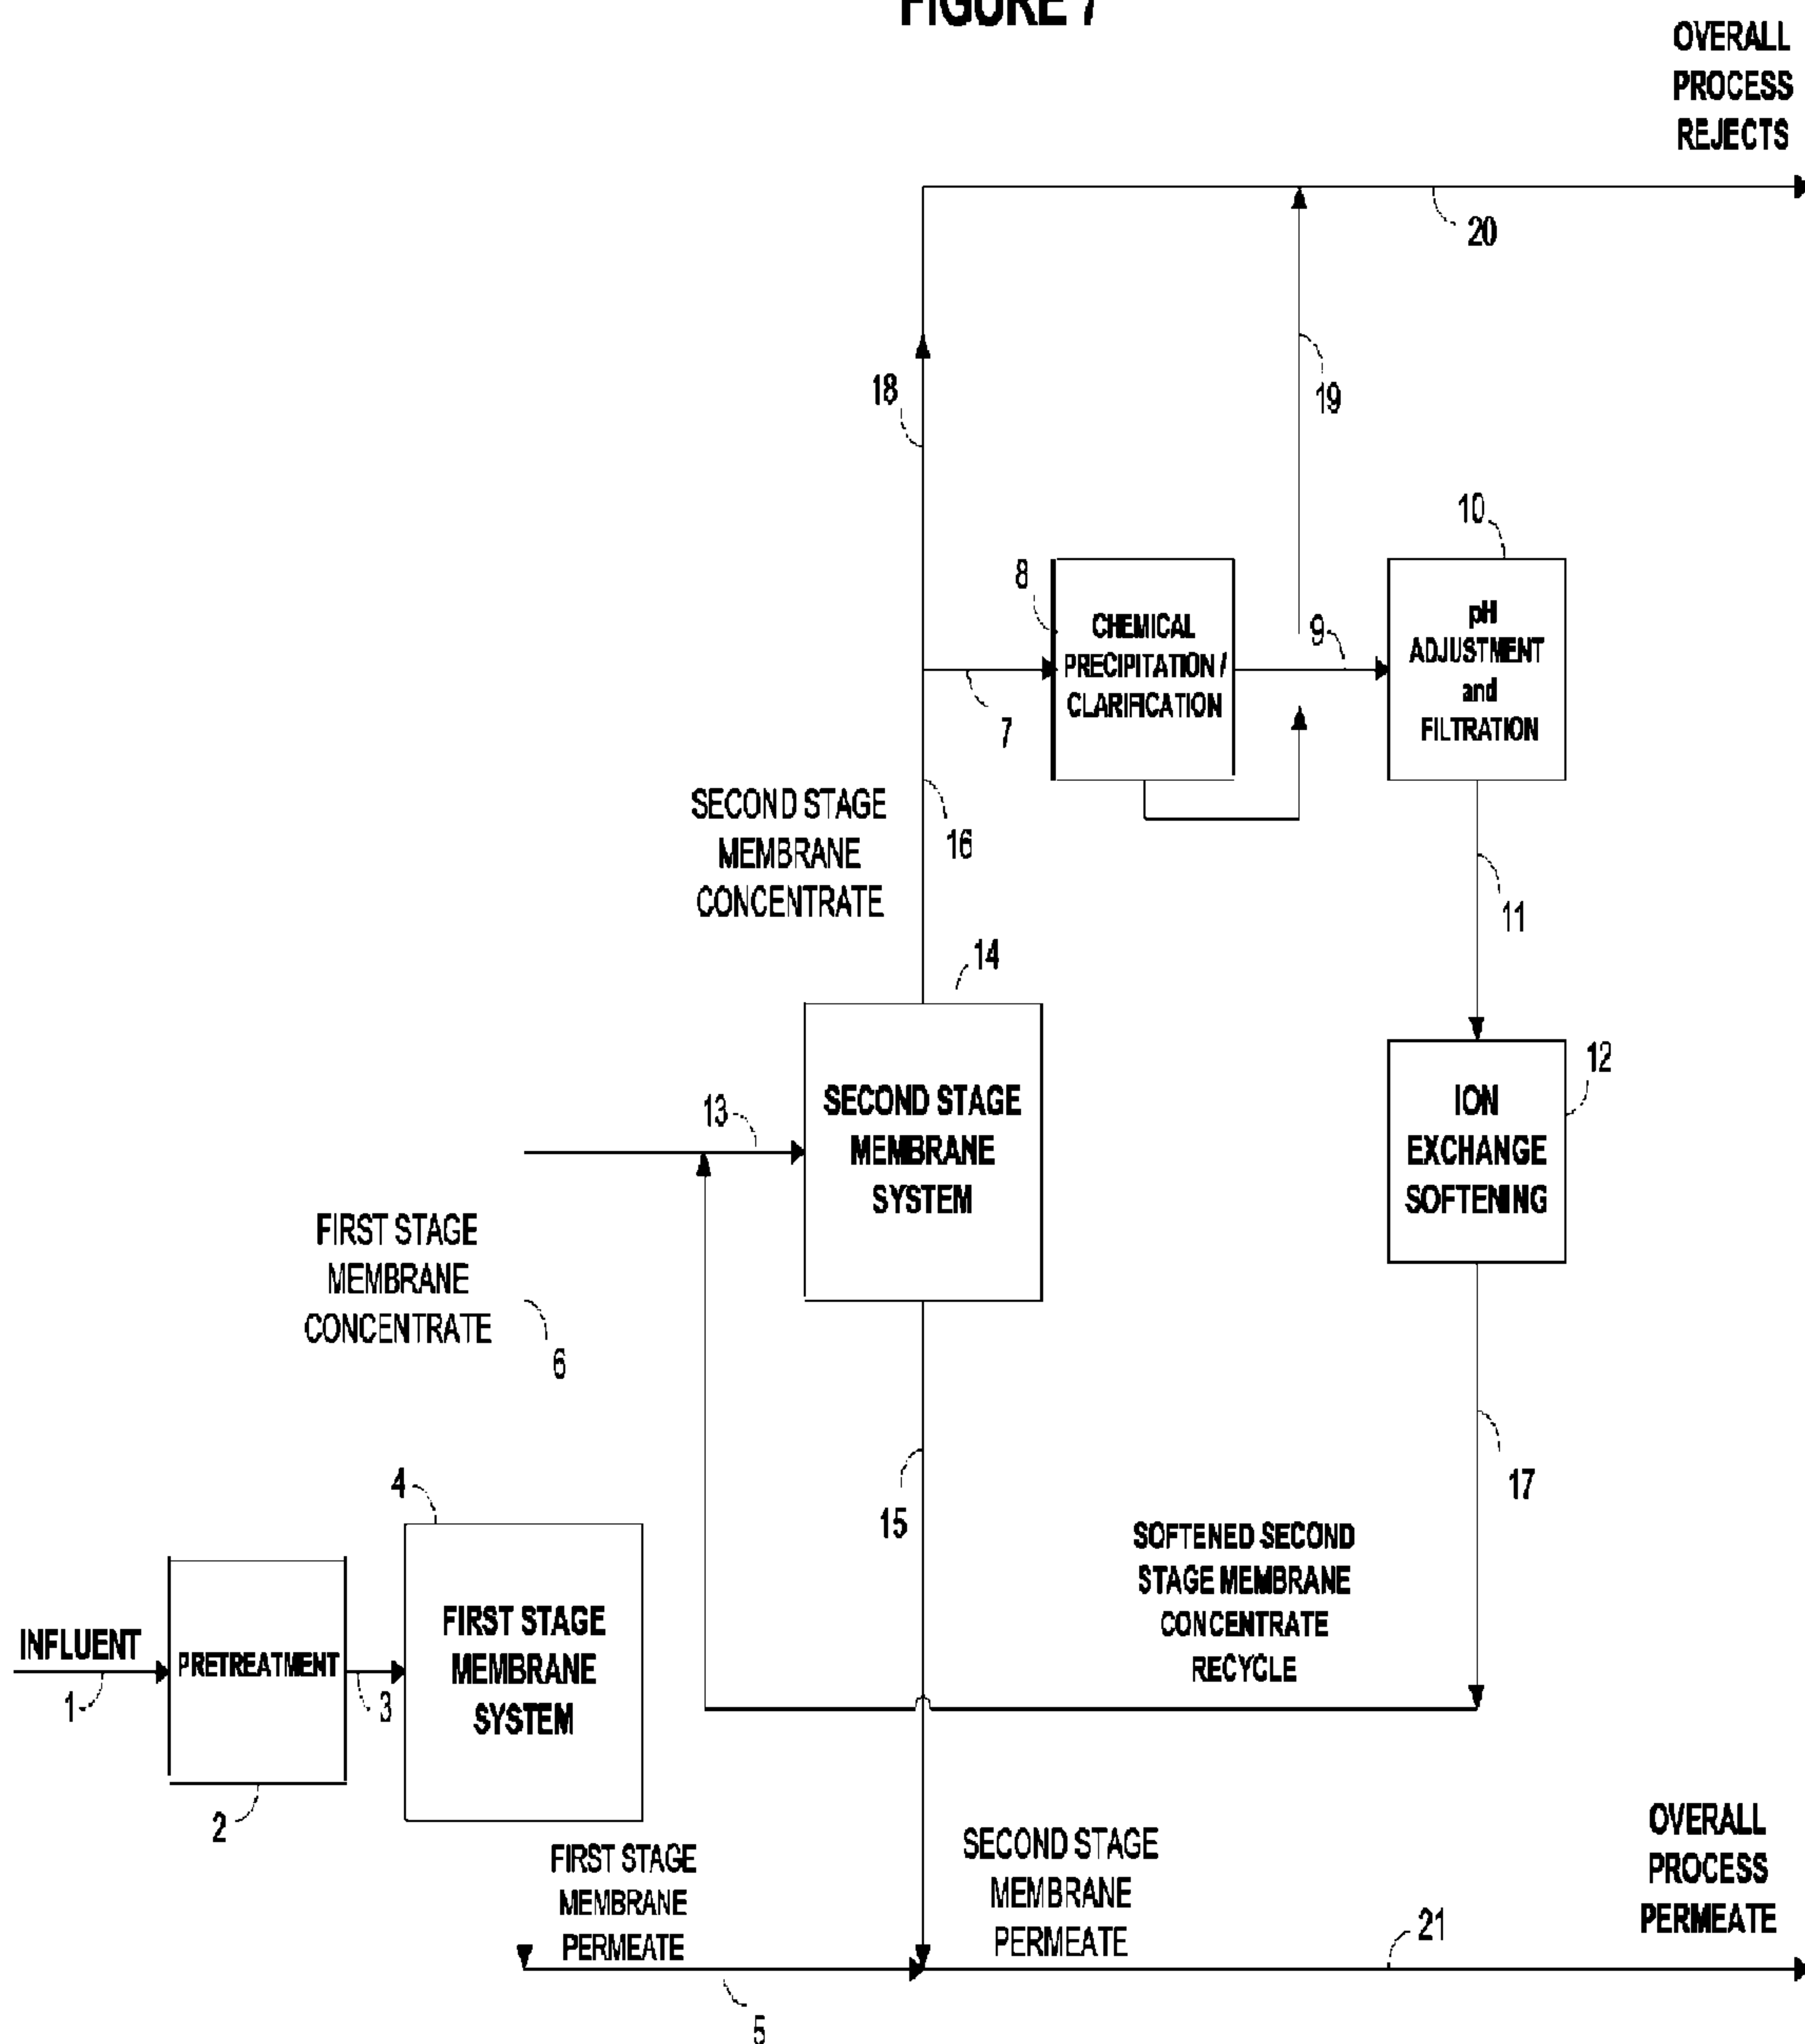 FIGURE 7
OVERALL
PROCESS
REJECTS
20
18
19
10
8
CHEMICAL
PRECIPITATION /
CLARIFICATION
9
pH
ADJUSTMENT
and
FILTRATION
7
SECOND STAGE
MEMBRANE
CONCENTRATE
16
11
14
12
13
SECOND STAGE
MEMBRANE
SYSTEM
ION
EXCHANGE
SOFTENING
FIRST STAGE
MEMBRANE
CONCENTRATE
6
4
15
17
SOFTENED SECOND
STAGE MEMBRANE
CONCENTRATE
RECYCLE
INFLUENT
1
PRETREATMENT
3
FIRST STAGE
MEMBRANE
SYSTEM
2
FIRST STAGE
MEMBRANE
PERMEATE
SECOND STAGE
MEMBRANE
PERMEATE
OVERALL
PROCESS
PERMEATE
21
5